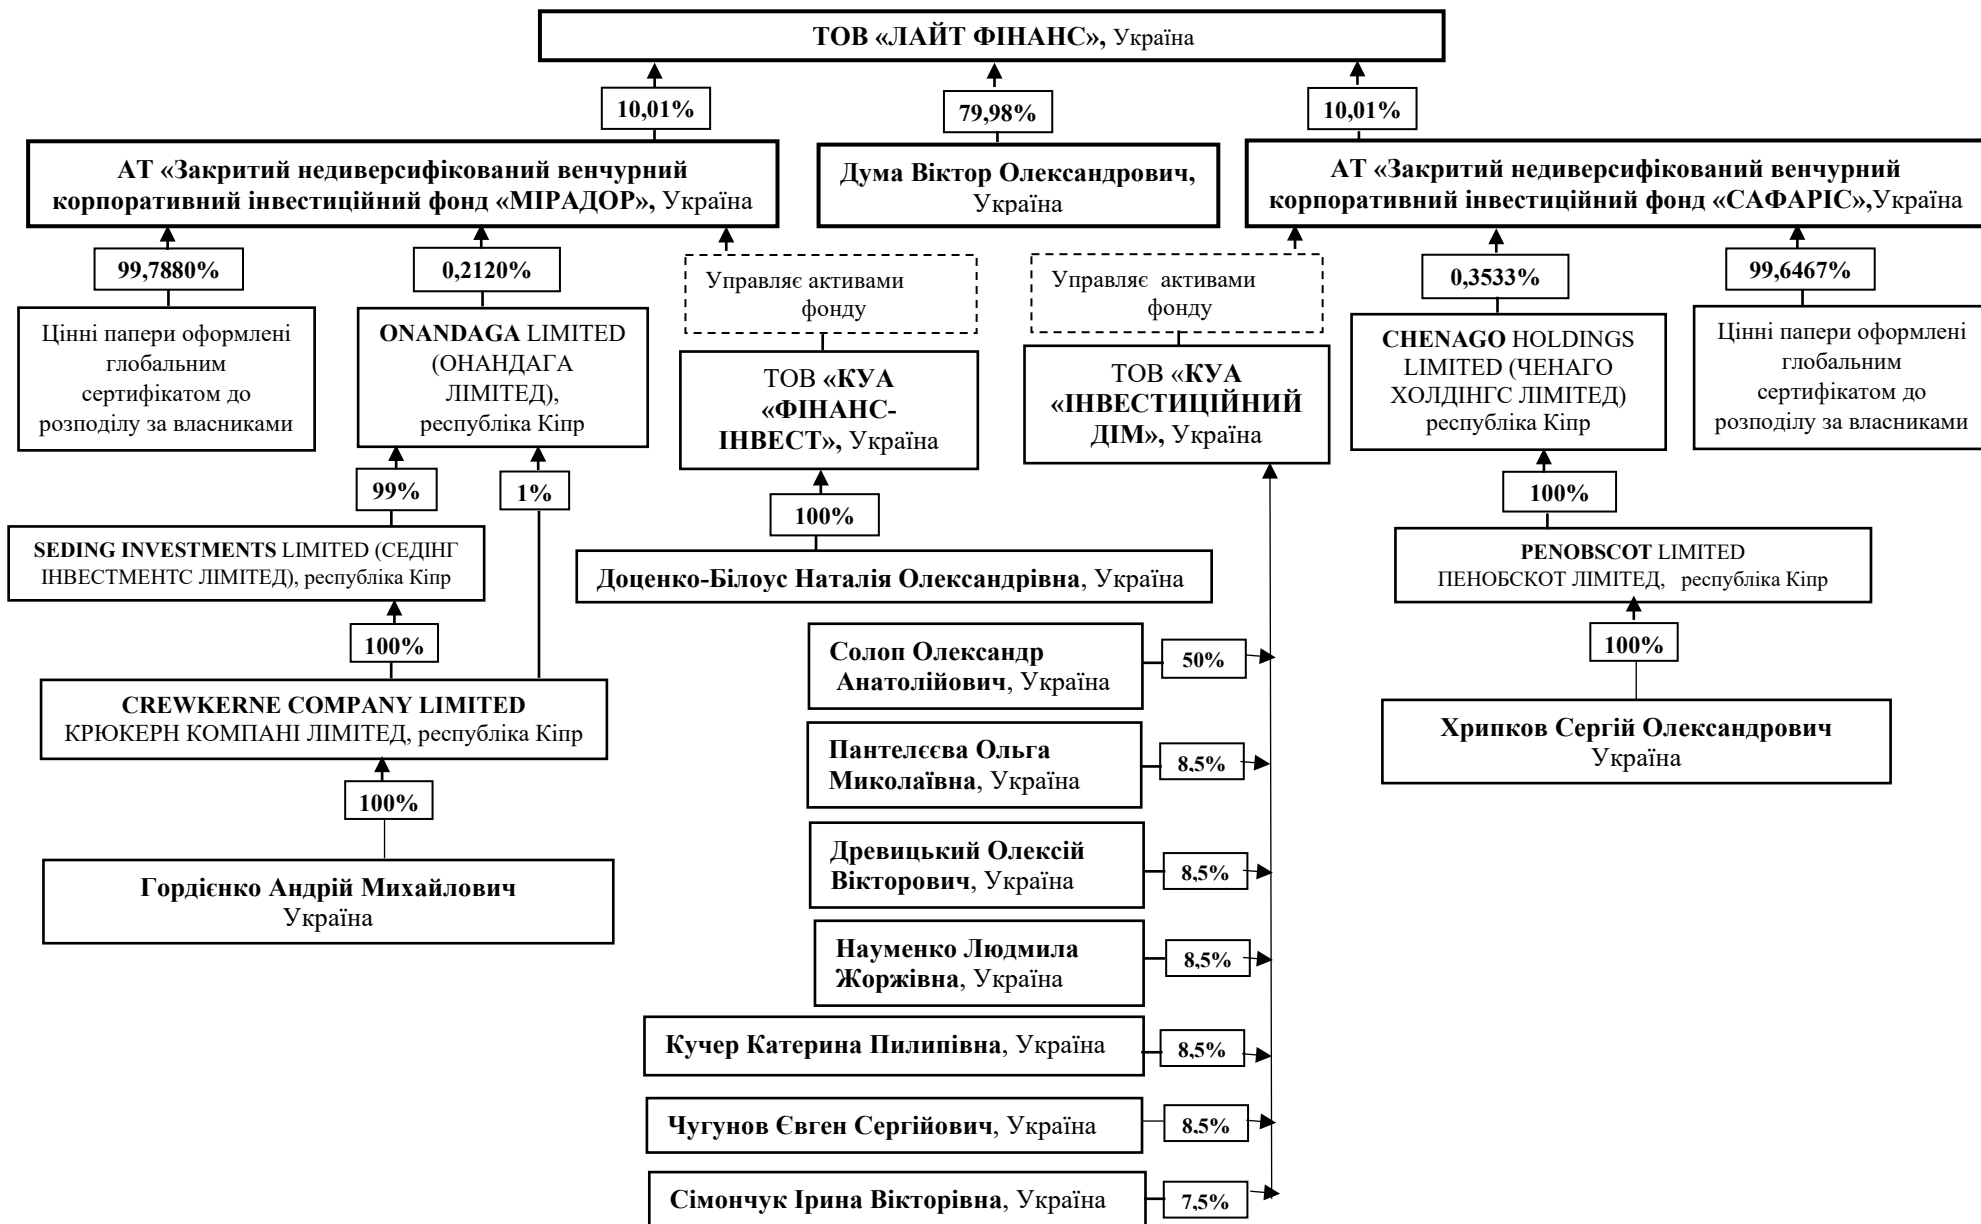 ТОВ «ЛАЙТ ФІНАНС», Україна
10,01%
79,98%
10,01%
АТ «Закритий недиверсифікований венчурний
корпоративний інвестиційний фонд «МІРАДОР», Україна
Дума Віктор Олександрович,
Україна
АТ «Закритий недиверсифікований венчурний
корпоративний інвестиційний фонд «САФАРІС»,Україна
99,7880%
0,2120%
Управляє активами
фонду
Управляє активами
фонду
0,3533%
99,6467%
Цінні папери оформлені
глобальним
сертифікатом до
розподілу за власниками
ONANDAGA LIMITED
(ОНАНДАГА
ЛІМІТЕД),
республіка Кіпр
ТОВ «КУА
«ФІНАНС-
ІНВЕСТ», Україна
ТОВ «КУА
«ІНВЕСТИЦІЙНИЙ
ДІМ», Україна
CHENAGO HOLDINGS
LIMITED (ЧЕНАГО
ХОЛДІНГС ЛІМІТЕД)
республіка Кіпр
Цінні папери оформлені
глобальним
сертифікатом до
розподілу за власниками
99%
1%
100%
100%
SEDING INVESTMENTS LIMITED (СЕДІНГ
ІНВЕСТМЕНТС ЛІМІТЕД), республіка Кіпр
Доценко-Білоус Наталія Олександрівна, Україна
PENOBSCOT LIMITED
ПЕНОБСКОТ ЛІМІТЕД, республіка Кіпр
100%
100%
CREWKERNE COMPANY LIMITED
КРЮКЕРН КОМПАНІ ЛІМІТЕД, республіка Кіпр
Хрипков Сергій Олександрович
Україна
100%
Гордієнко Андрій Михайлович
Україна
Солоп Олександр
Анатолійович, Україна
50%
Пантелєєва Ольга
Миколаївна, Україна
8,5%
Древицький Олексій
Вікторович, Україна
8,5%
Науменко Людмила
Жоржівна, Україна
8,5%
Кучер Катерина Пилипівна, Україна
8,5%
Чугунов Євген Сергійович, Україна
8,5%
Сімончук Ірина Вікторівна, Україна
7,5%